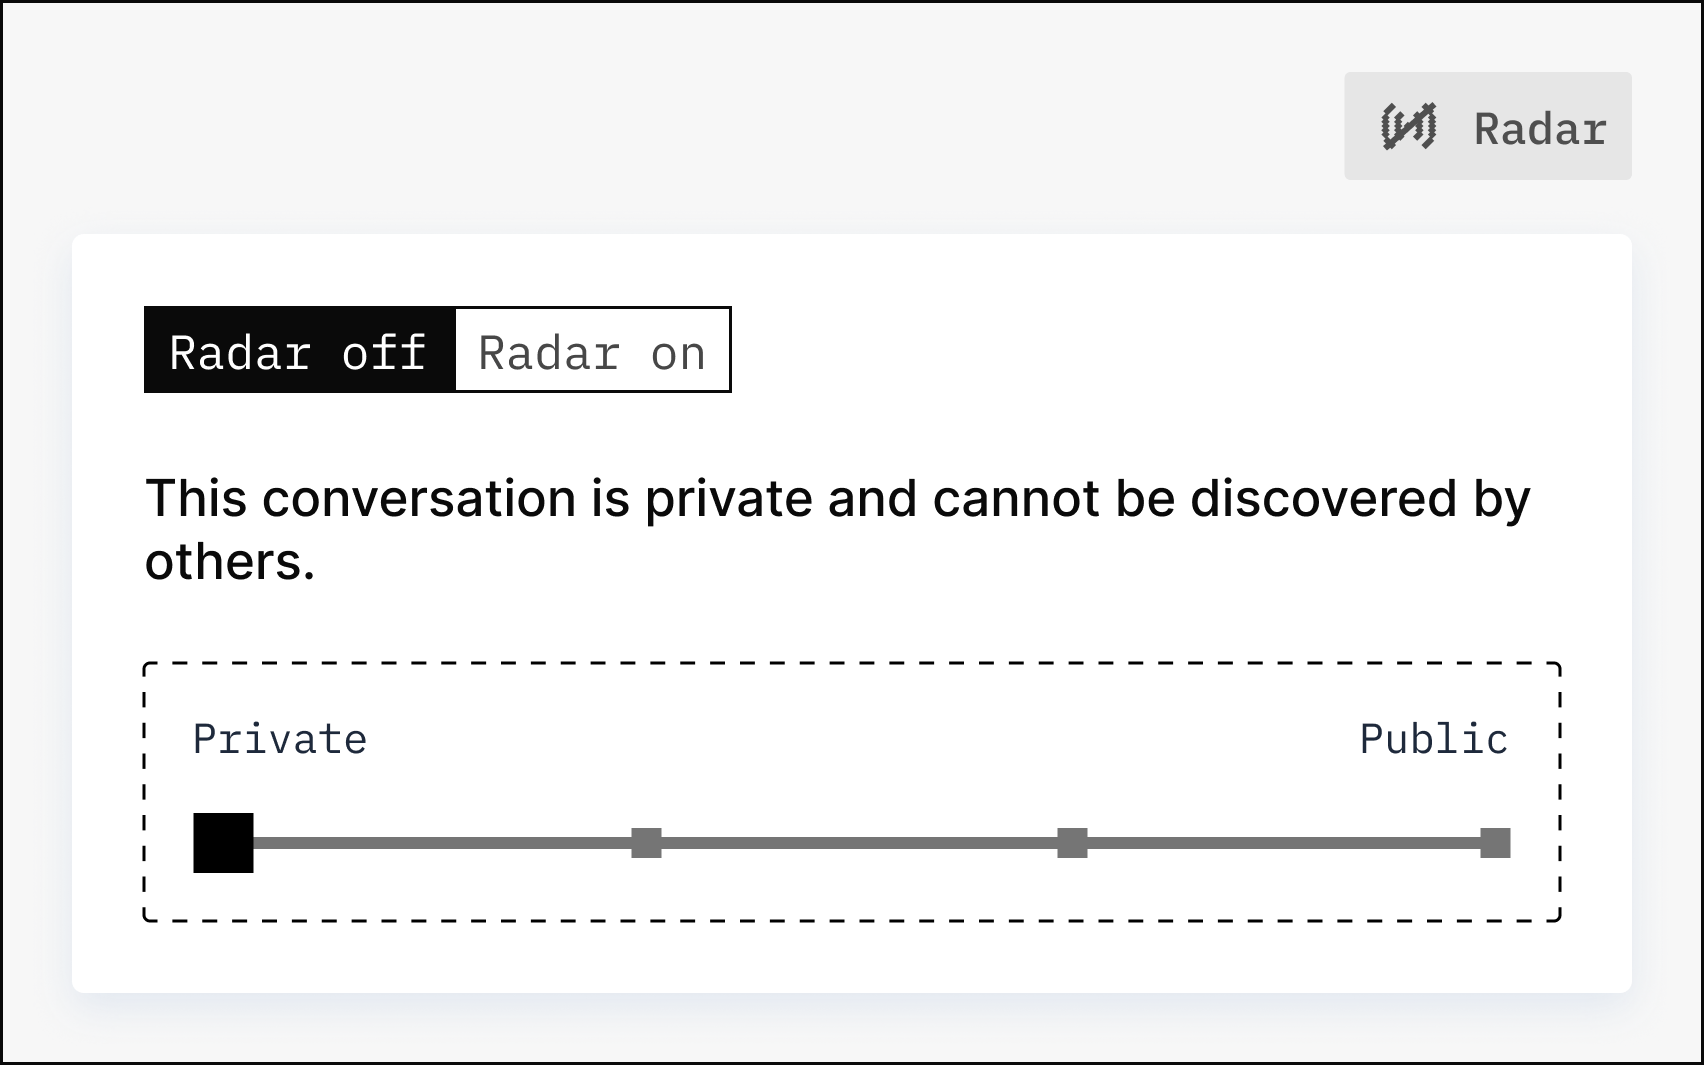 Radar
Radar off Radar on
This conversation is private and cannot be discovered by
others.
Private Public